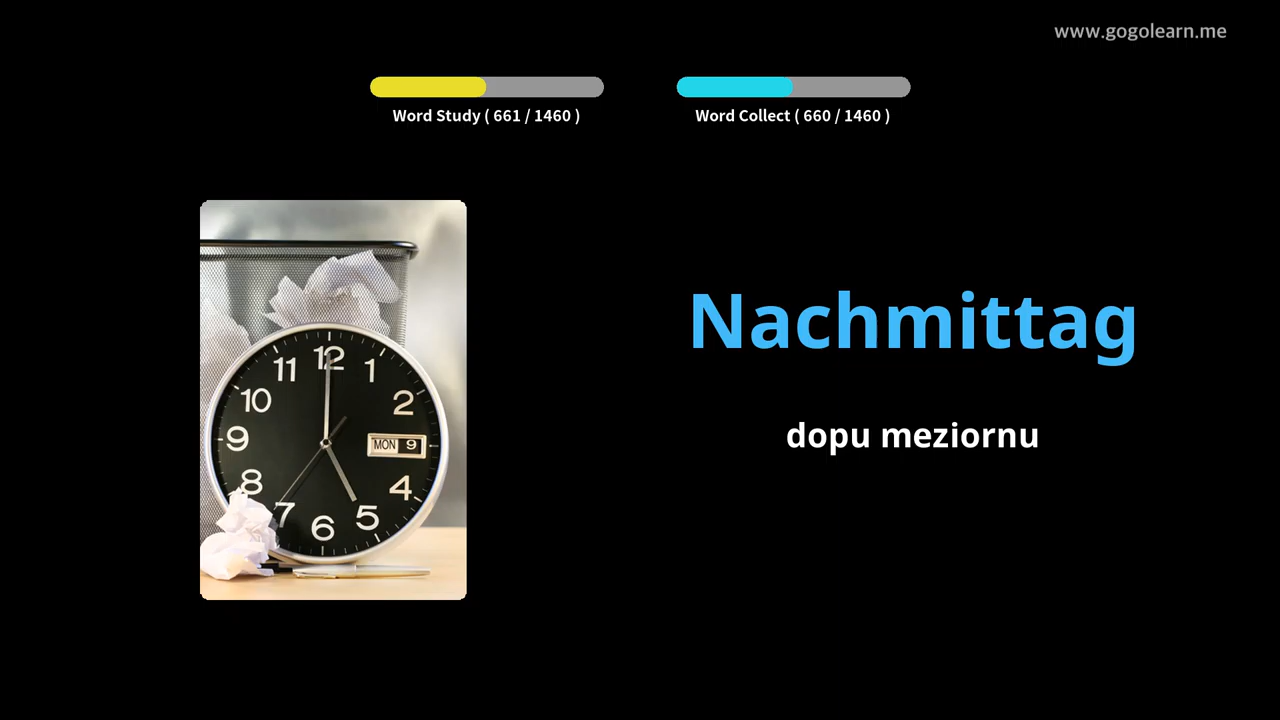 www.gogolearn.me
Word Study ( 661 / 1460 )
Word Collect ( 660 / 1460 )
Nachmittag
dopu meziornu
12
11
1
10
2
9
MON 9
8
4
7
5
6